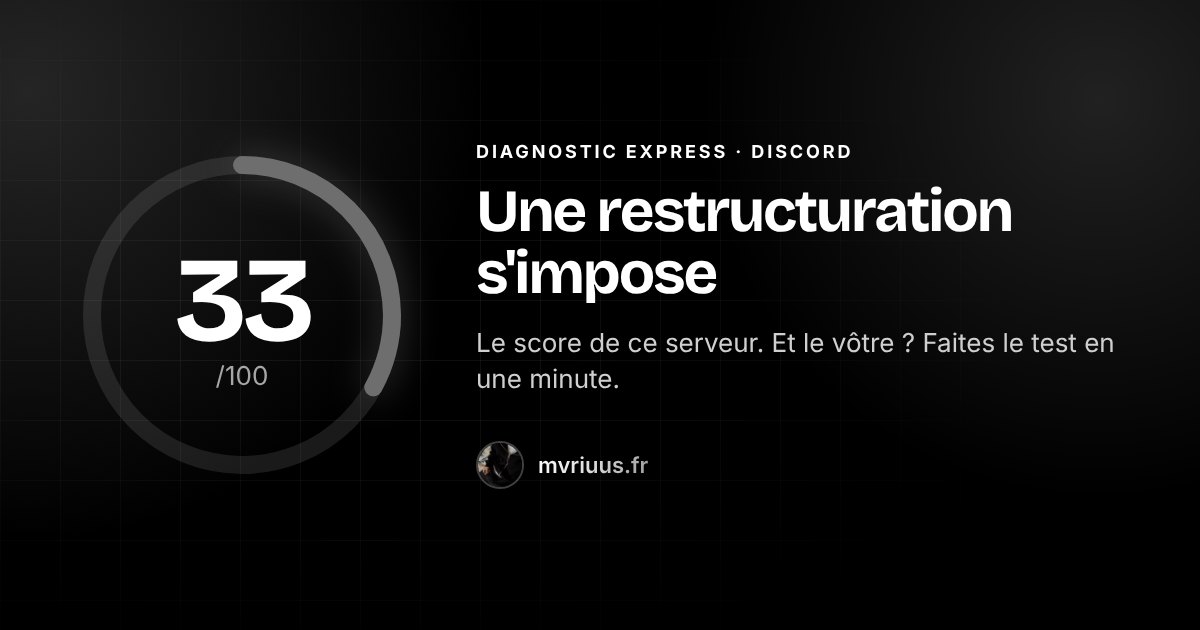 33
/100
DIAGNOSTIC EXPRESS · DISCORD
Une restructuration
s'impose
Le score de ce serveur. Et le vôtre ? Faites le test en
une minute.
mvriuus.fr